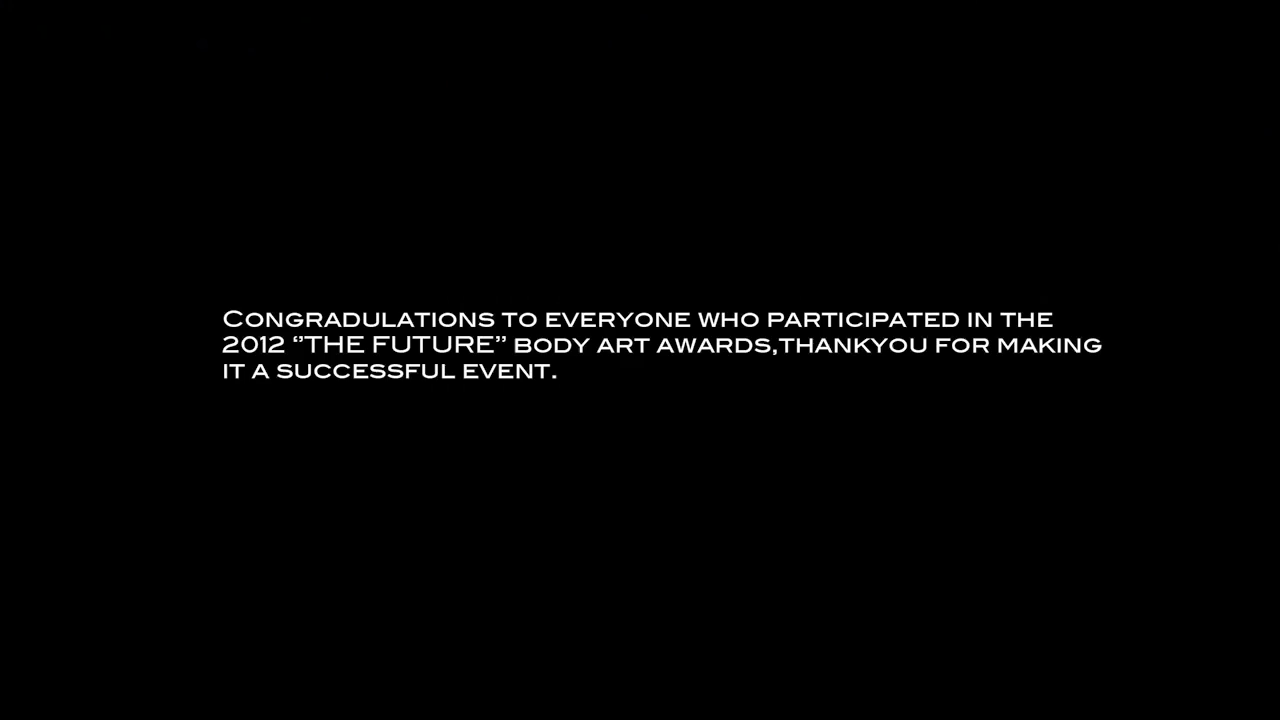 Congradulations to everyone who participated in the
2012 “THE FUTURE” body art awards,thankyou for making
it a successful event.